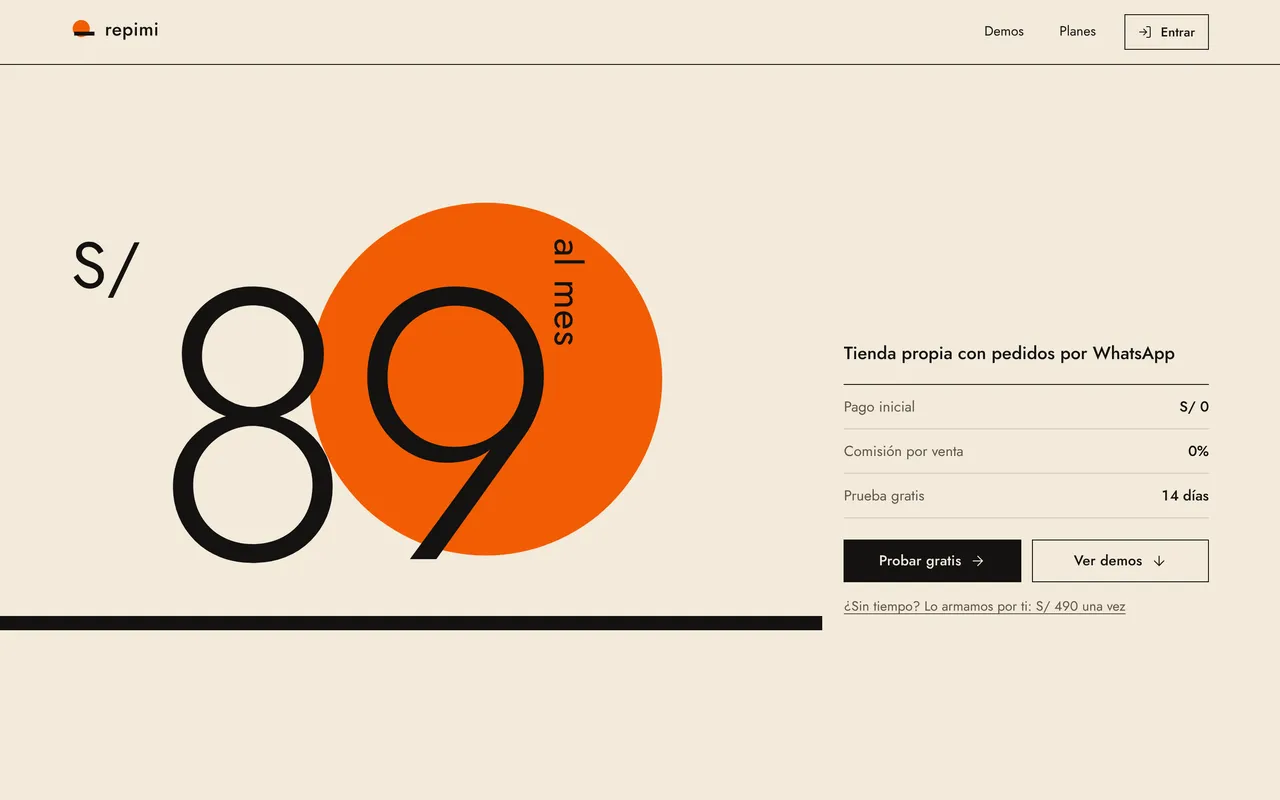 repimi
Demos
Planes
Entrar
S/
89
al mes
Tienda propia con pedidos por WhatsApp
Pago inicial S/ 0
Comisión por venta 0%
Prueba gratis 14 días
Probar gratis →
Ver demos ↓
¿Sin tiempo? Lo armamos por ti: S/ 490 una vez